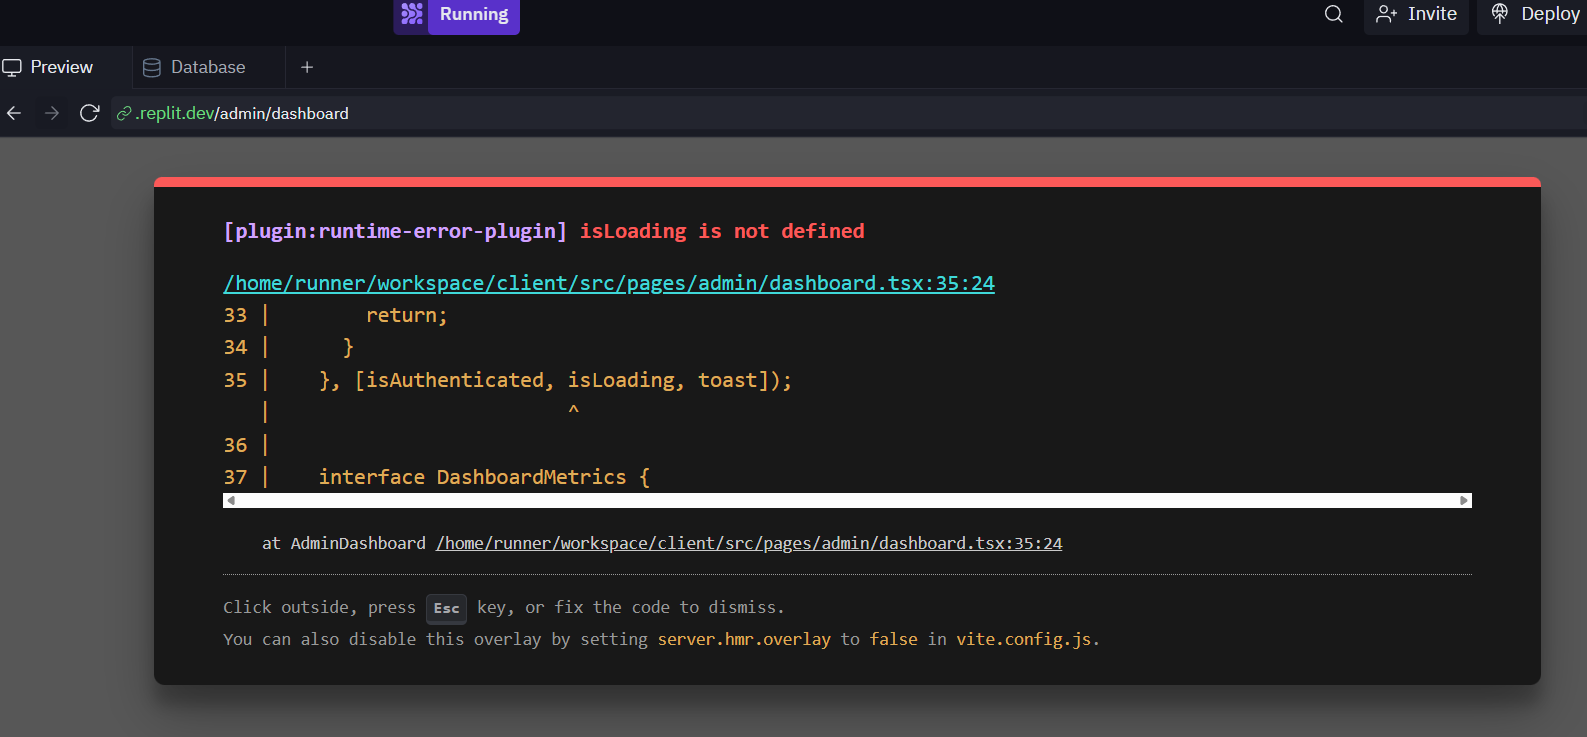 Running
Invite
Deploy
Preview
Database
+
.replit.dev/admin/dashboard
[plugin:runtime-error-plugin] isLoading is not defined
/home/runner/workspace/client/src/pages/admin/dashboard.tsx:35:24
33 |        return;
34 |      }
35 |    }, [isAuthenticated, isLoading, toast]);
   |                         ^
36 |
37 |    interface DashboardMetrics {
at AdminDashboard /home/runner/workspace/client/src/pages/admin/dashboard.tsx:35:24
Click outside, press Esc key, or fix the code to dismiss.
You can also disable this overlay by setting server.hmr.overlay to false in vite.config.js.